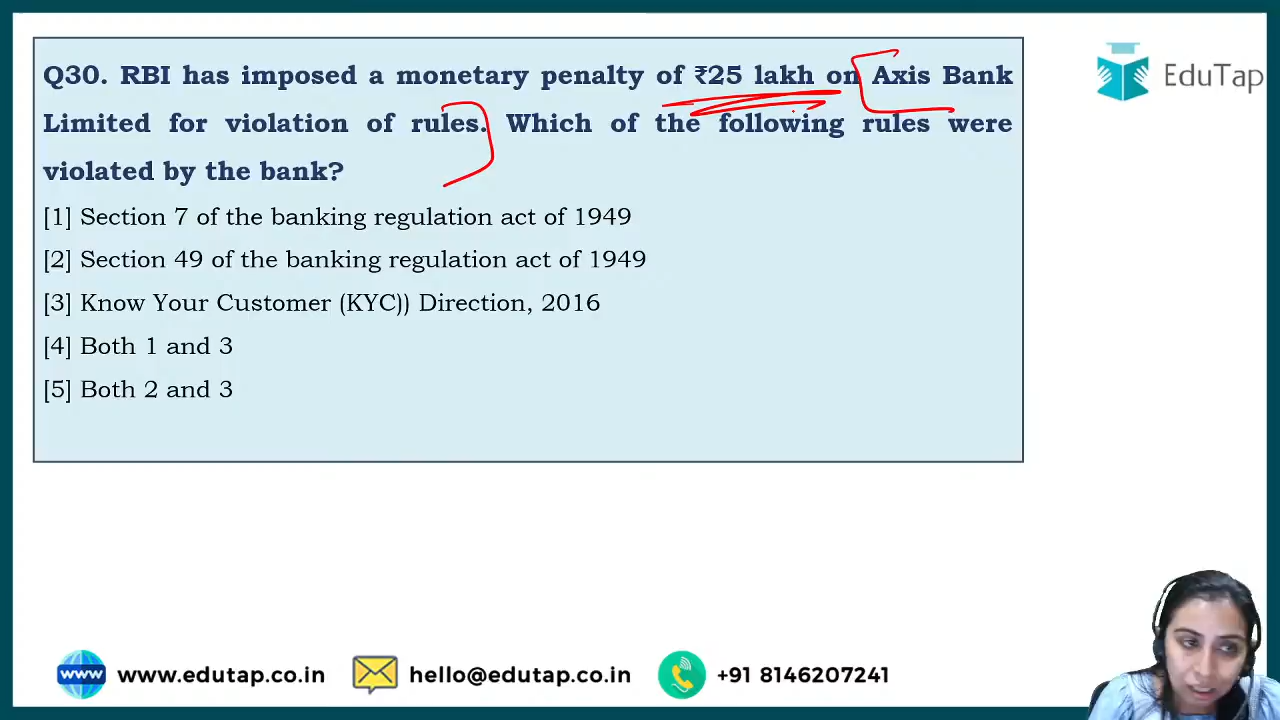 Q30. RBI has imposed a monetary penalty of ₹25 lakh on Axis Bank
Limited for violation of rules. Which of the following rules were
violated by the bank?
[1] Section 7 of the banking regulation act of 1949
[2] Section 49 of the banking regulation act of 1949
[3] Know Your Customer (KYC)) Direction, 2016
[4] Both 1 and 3
[5] Both 2 and 3
EduTap
www
www.edutap.co.in
hello@edutap.co.in
+91 8146207241